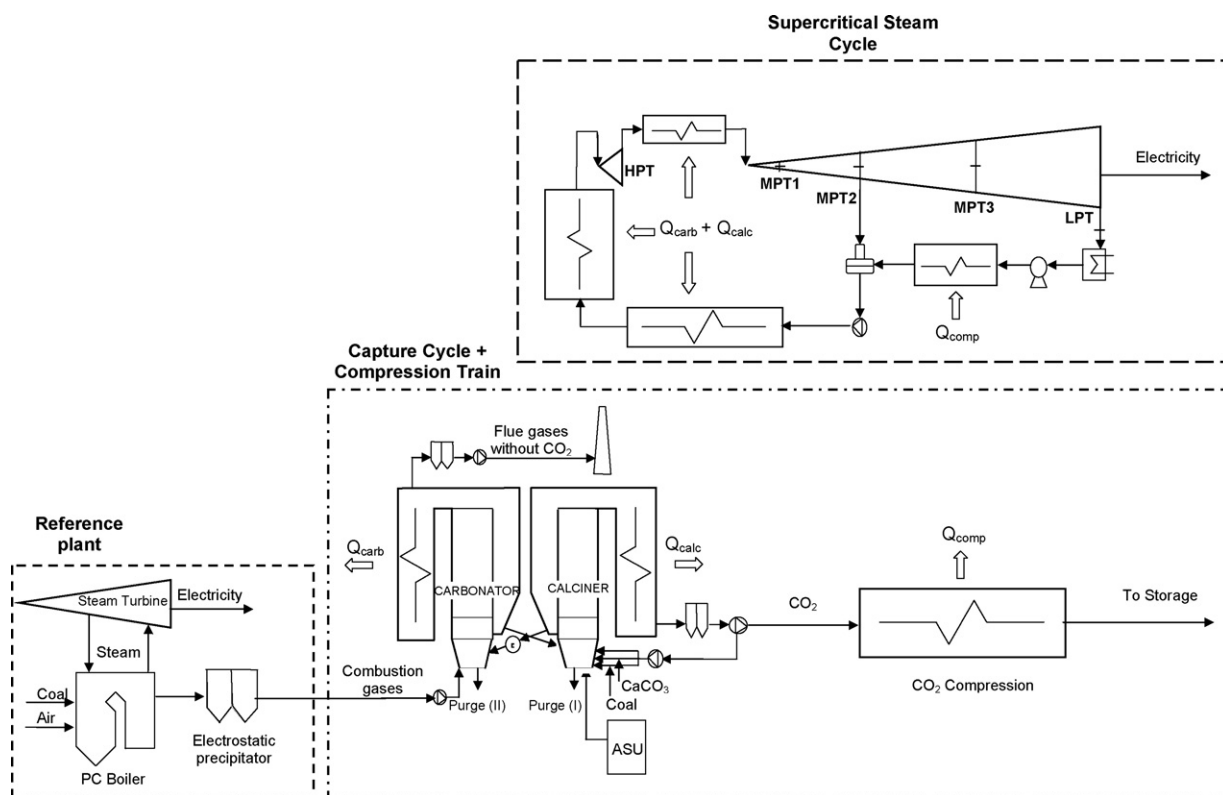 Supercritical Steam
Cycle
HPT
MPT1
MPT2
MPT3
LPT
Electricity
Qcarb + Qcalc
Qcomp
Capture Cycle +
Compression Train
Flue gases
without CO2
Reference
plant
Qcarb
Qcalc
Qcomp
CARBONATOR
CALCINER
Steam Turbine
Electricity
CO2
To Storage
Steam
Combustion
gases
CaCO3
Coal
CO2 Compression
Coal
Air
Purge (II)
Purge (I)
ASU
Electrostatic
precipitator
PC Boiler